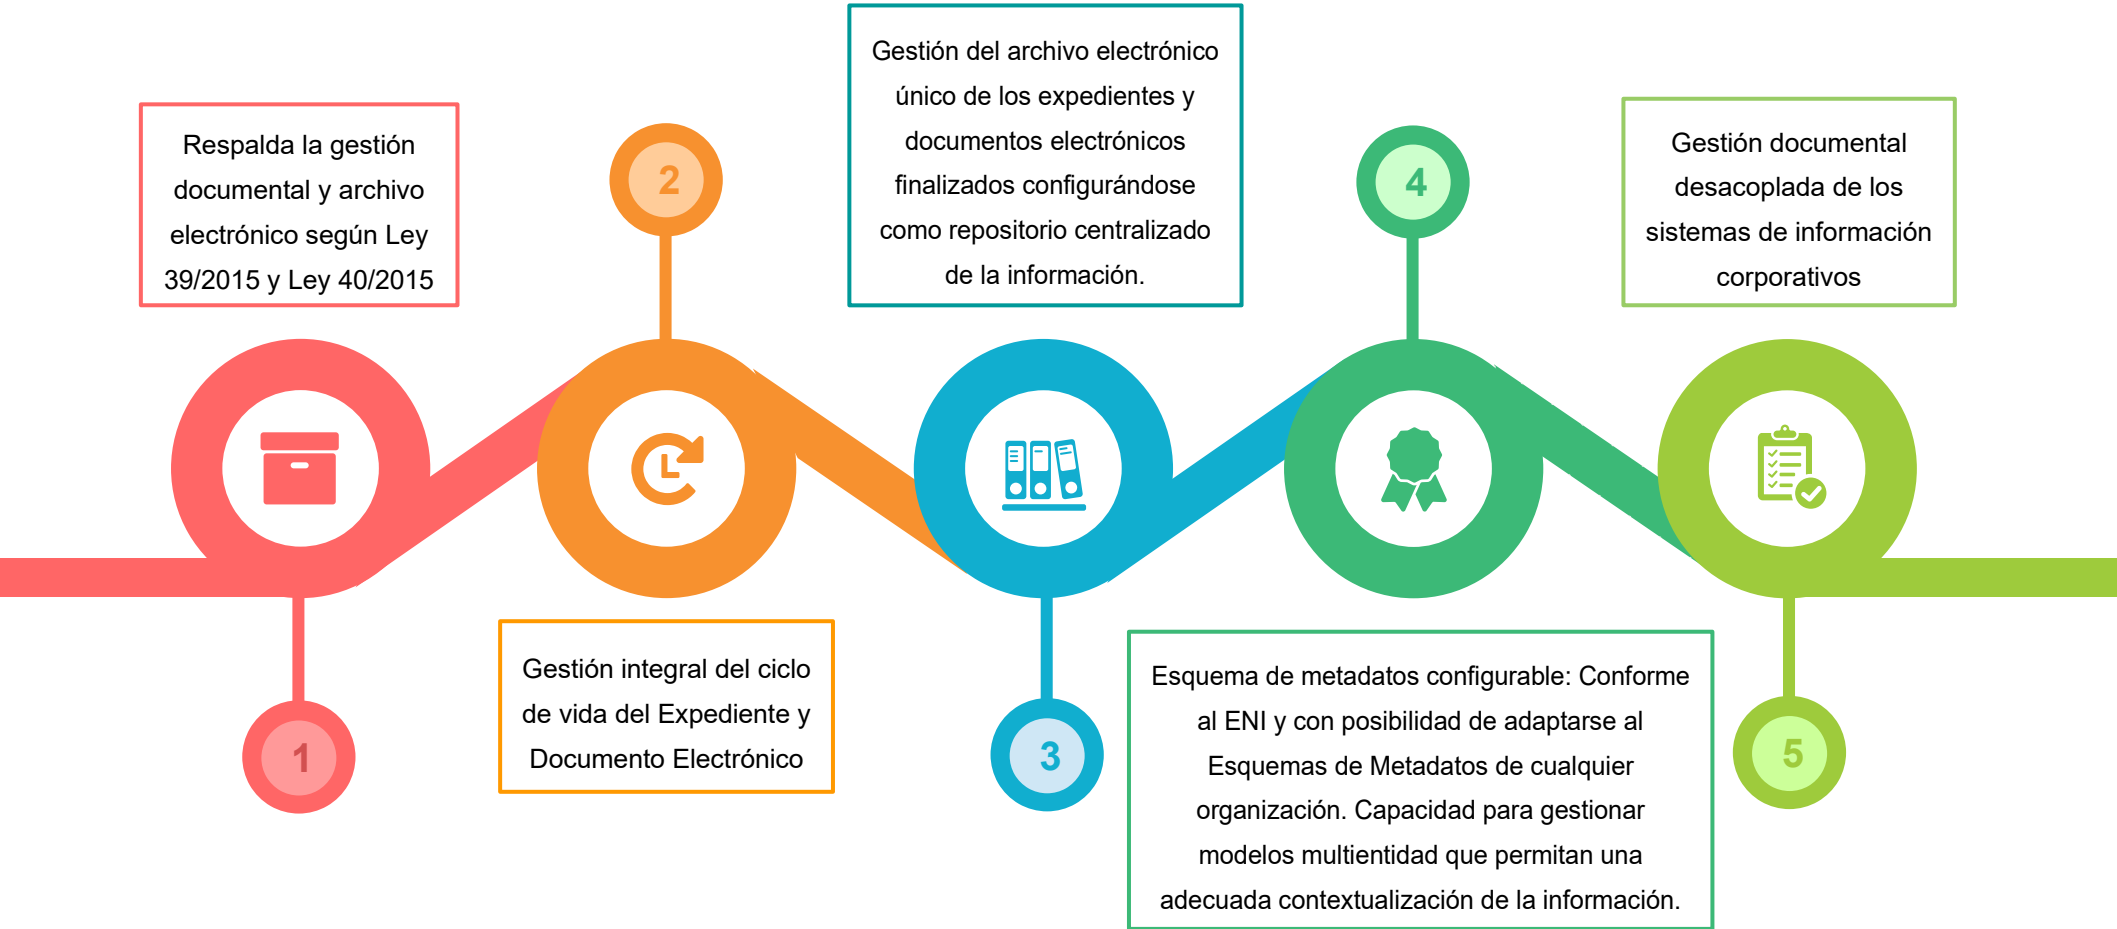 Respalda la gestión
documental y archivo
electrónico según Ley
39/2015 y Ley 40/2015
1
2
Gestión integral del ciclo
de vida del Expediente y
Documento Electrónico
Gestión del archivo electrónico
único de los expedientes y
documentos electrónicos
finalizados configurándose
como repositorio centralizado
de la información.
3
4
Esquema de metadatos configurable: Conforme
al ENI y con posibilidad de adaptarse al
Esquemas de Metadatos de cualquier
organización. Capacidad para gestionar
modelos multientidad que permitan una
adecuada contextualización de la información.
Gestión documental
desacoplada de los
sistemas de información
corporativos
5